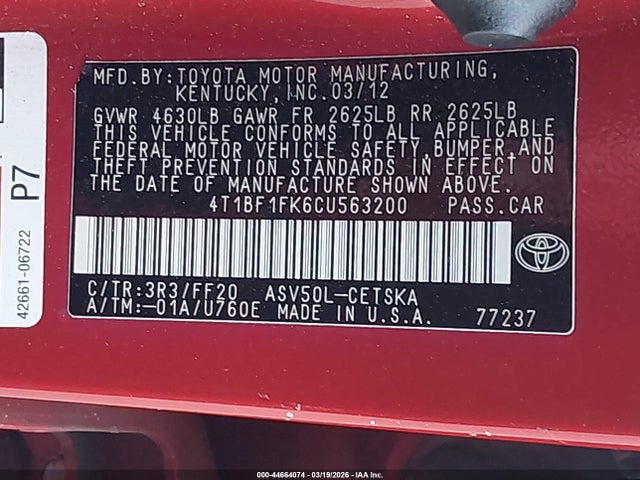 MFD. BY: TOYOTA MOTOR MANUFACTURING,
KENTUCKY, INC. 03/12
GVWR 4630LB GAWR FR 2625LB RR 2625LB
THIS VEHICLE CONFORMS TO ALL APPLICABLE
FEDERAL MOTOR VEHICLE SAFETY, BUMPER, AND
THEFT PREVENTION STANDARDS IN EFFECT ON
THE DATE OF MANUFACTURE SHOWN ABOVE.
4T1BF1FK6CU563200 PASS.CAR
C/TR:3R3/FF20 ASV50L-CETSKA
A/TM:-01A/U760E MADE IN U.S.A. 77237
P7
42661-06722
000-44664074 - 03/19/2026 - IAA Inc.